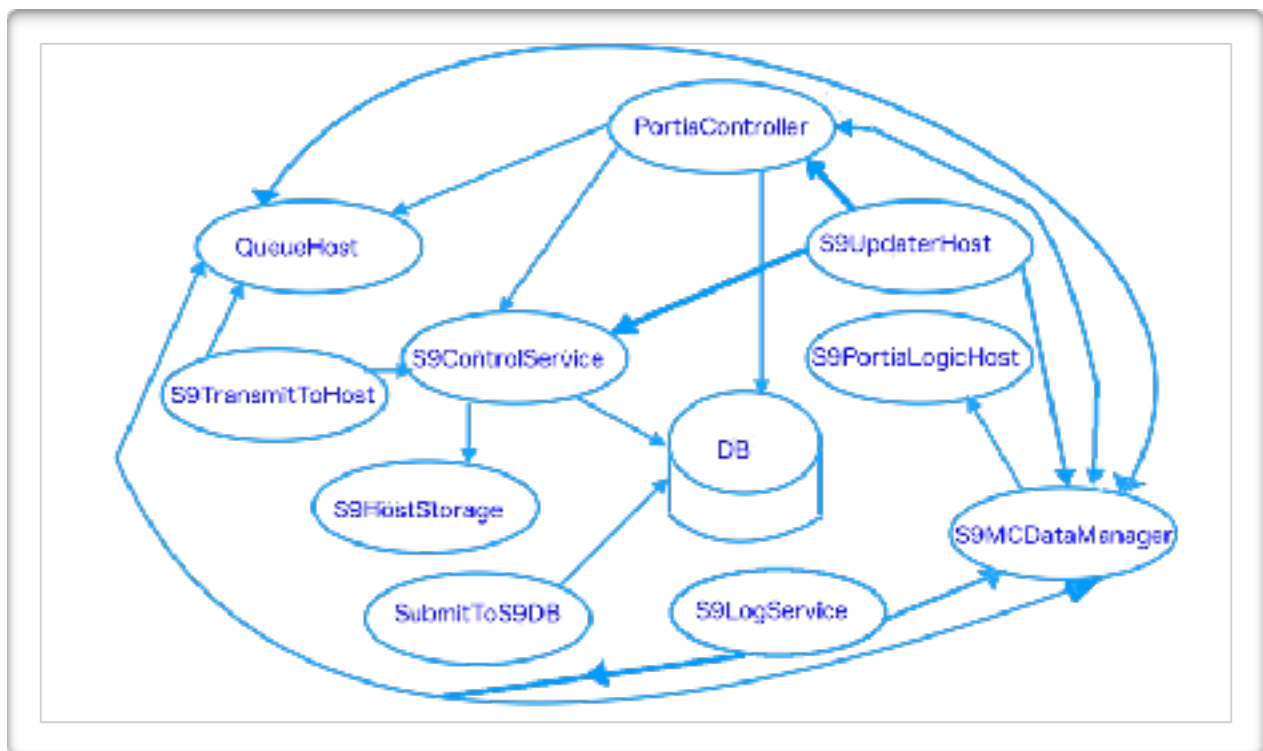 PortiaController
QueueHost
S9UpdaterHost
S9ControlService
S9PortiaLogicHost
S9TransmitToHost
DB
S9HostStorage
S9MCDataManager
SubmitToS9DB
S9LogService